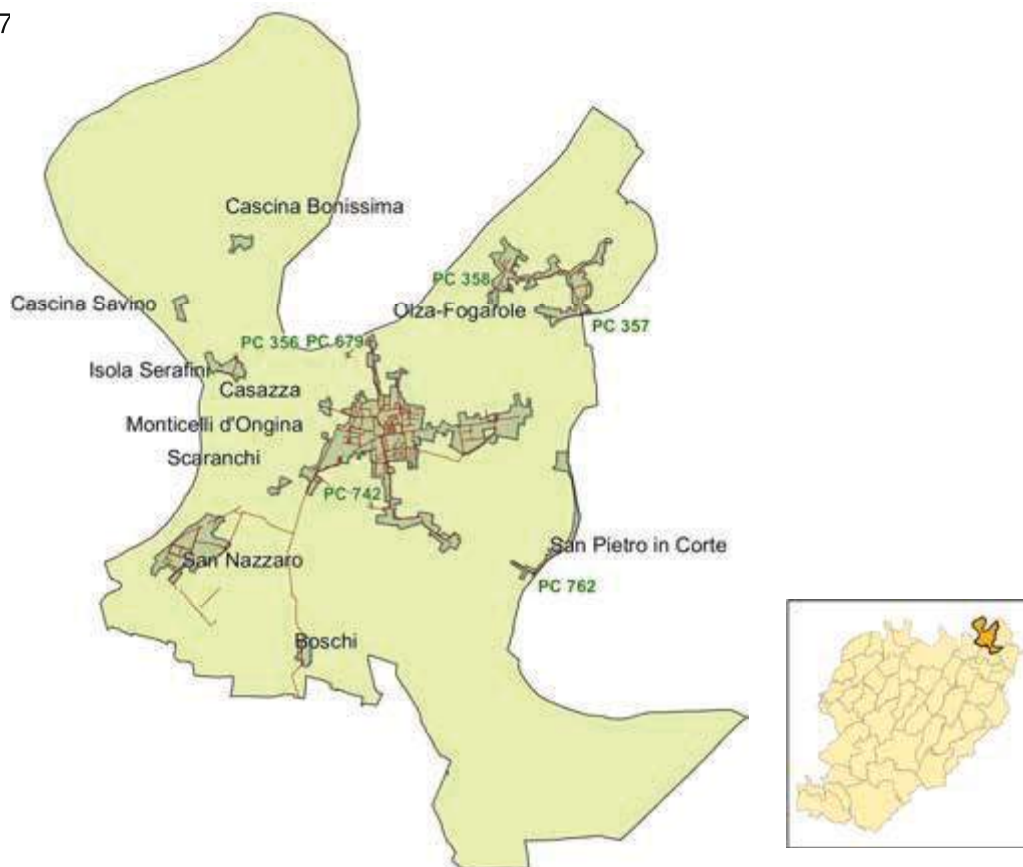 7
Cascina Bonissima
PC 358
Cascina Savino
Olza-Fogarole
PC 357
PC 356 PC 679
Isola Serafini
Casazza
Monticelli d'Ongina
Scaranchi
PC 742
San Pietro in Corte
San Nazzaro
PC 762
Boschi